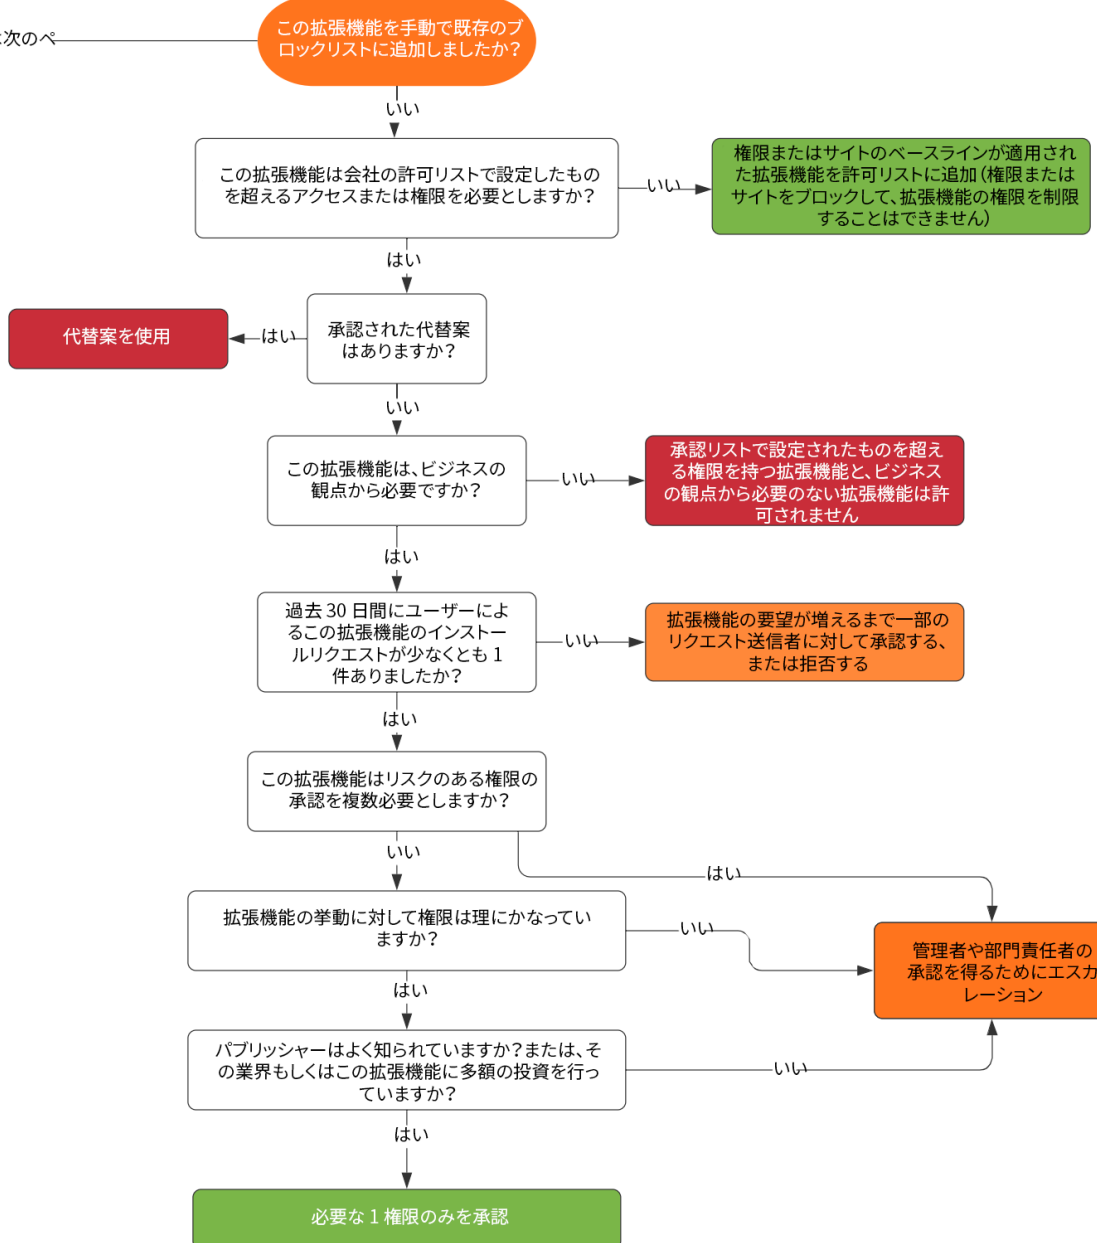 この拡張機能を手動で既存のブ
ロックリストに追加しましたか？
次のペ
いい
この拡張機能は会社の許可リストで設定したもの
を超えるアクセスまたは権限を必要としますか？
いい
権限またはサイトのベースラインが適用され
た拡張機能を許可リストに追加（権限または
サイトをブロックして、拡張機能の権限を制限
することはできません）
はい
承認された代替案
はありますか？
はい
代替案を使用
いい
この拡張機能は、ビジネスの
観点から必要ですか？
いい
承認リストで設定されたものを超え
る権限を持つ拡張機能と、ビジネス
の観点から必要のない拡張機能は許
可されません
はい
過去 30 日間にユーザーによ
るこの拡張機能のインストー
ルリクエストが少なくとも 1
件ありましたか？
いい
拡張機能の要望が増えるまで一部の
リクエスト送信者に対して承認する、
または拒否する
はい
この拡張機能はリスクのある権限の
承認を複数必要としますか？
いい
はい
拡張機能の挙動に対して権限は理にかなってい
ますか？
いい
管理者や部門責任者の
承認を得るためにエスカ
レーション
はい
パブリッシャーはよく知られていますか？または、そ
の業界もしくはこの拡張機能に多額の投資を行っ
ていますか？
いい
はい
必要な 1 権限のみを承認